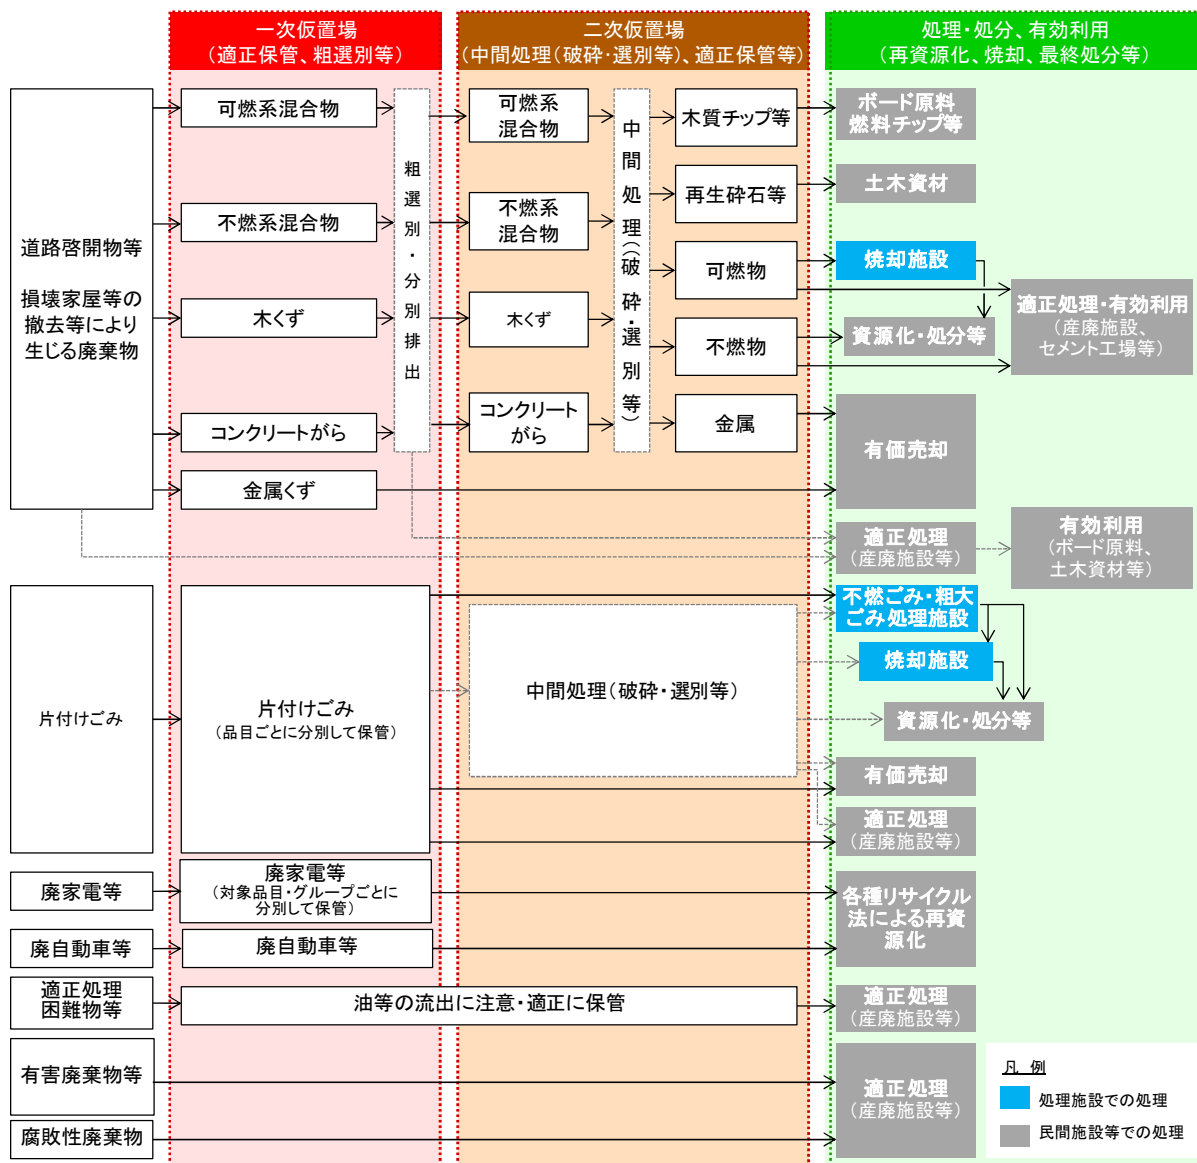 一次仮置場
(適正保管、粗選別等)
二次仮置場
(中間処理(破砕・選別等)、適正保管等)
処理・処分、有効利用
(再資源化、焼却、最終処分等)
道路啓開物等
損壊家屋等の
撤去等により
生じる廃棄物
可燃系混合物
不燃系混合物
木くず
コンクリートがら
金属くず
粗選別・分別排出
可燃系
混合物
不燃系
混合物
木くず
コンクリート
がら
中間処理((破砕・選別等)
木質チップ等
再生砕石等
可燃物
不燃物
金属
ボード原料
燃料チップ等
土木資材
焼却施設
資源化・処分等
適正処理・有効利用
(産廃施設、
セメント工場等)
有価売却
適正処理
(産廃施設等)
有効利用
(ボード原料、
土木資材等)
片付けごみ
片付けごみ
(品目ごとに分別して保管)
中間処理(破砕・選別等)
不燃ごみ・粗大
ごみ処理施設
焼却施設
資源化・処分等
有価売却
適正処理
(産廃施設等)
廃家電等
廃家電等
(対象品目・グループごとに
分別して保管)
各種リサイクル
法による再資
源化
廃自動車等
廃自動車等
適正処理
困難物等
油等の流出に注意・適正に保管
適正処理
(産廃施設等)
有害廃棄物等
適正処理
(産廃施設等)
腐敗性廃棄物
凡 例
処理施設での処理
民間施設等での処理